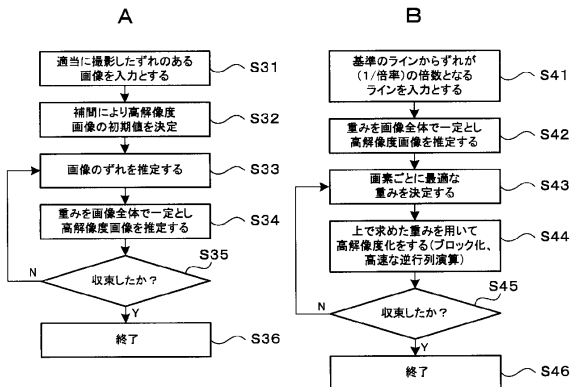 A
適当に撮影したずれのある
画像を入力とする
S31
補間により高解像度
画像の初期値を決定
S32
画像のずれを推定する
S33
重みを画像全体で一定とし
高解像度画像を推定する
S34
収束したか？
S35
N
Y
終了
S36
B
基準のラインからずれが
(1/倍率)の倍数となる
ラインを入力とする
S41
重みを画像全体で一定とし
高解像度画像を推定する
S42
画素ごとに最適な
重みを決定する
S43
上で求めた重みを用いて
高解像度化をする(ブロック化、
高速な逆行列演算)
S44
収束したか？
S45
N
Y
終了
S46